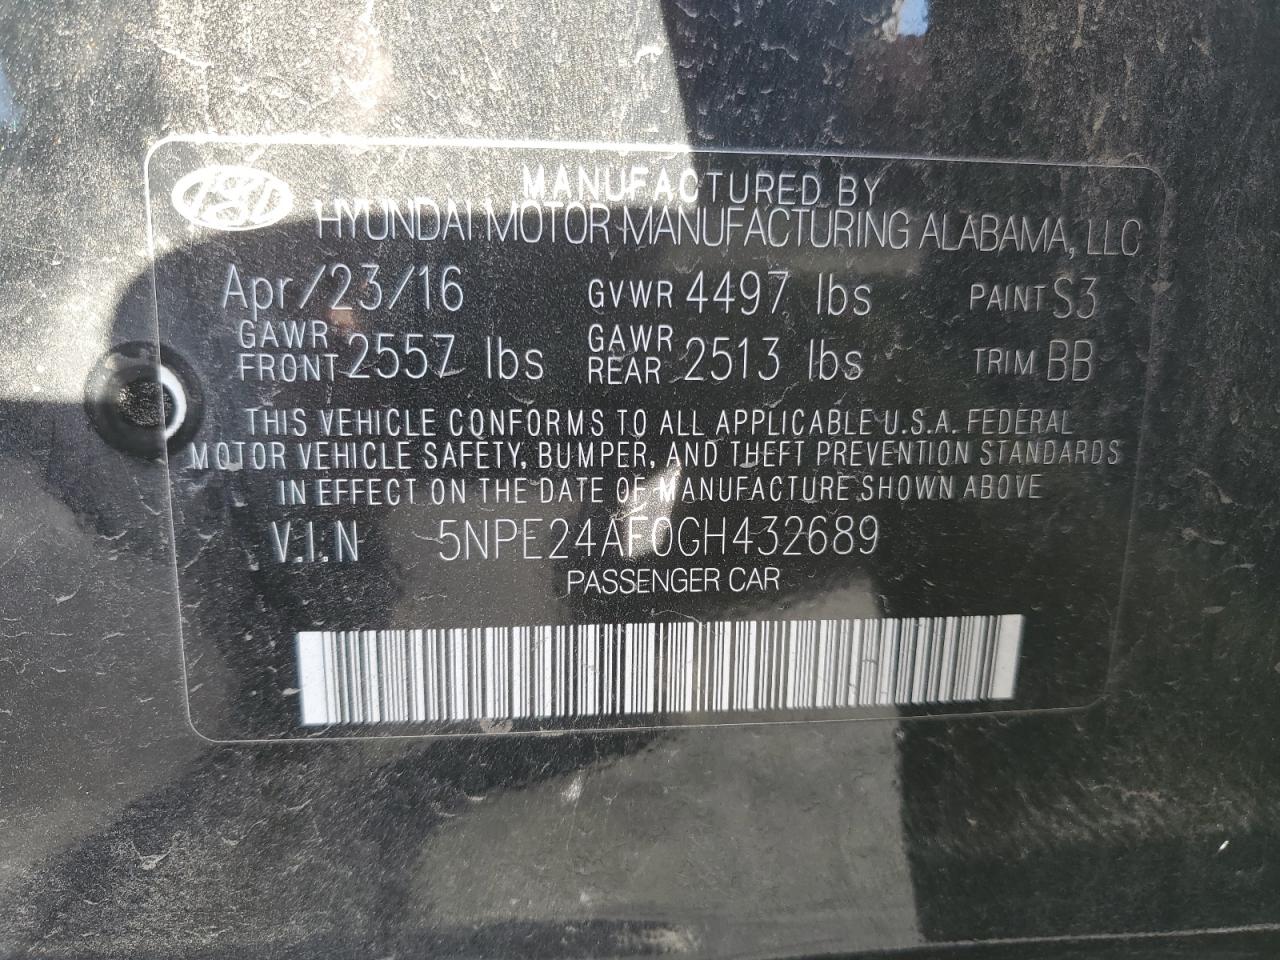 MANUFACTURED BY
HYUNDAI MOTOR MANUFACTURING ALABAMA, LLC
Apr/23/16 GVWR 4497 lbs PAINT S3
GAWR FRONT 2557 lbs GAWR REAR 2513 lbs TRIM BB
THIS VEHICLE CONFORMS TO ALL APPLICABLE U.S.A. FEDERAL
MOTOR VEHICLE SAFETY, BUMPER, AND THEFT PREVENTION STANDARDS
IN EFFECT ON THE DATE OF MANUFACTURE SHOWN ABOVE
V.I.N 5NPE24AF0GH432689
PASSENGER CAR